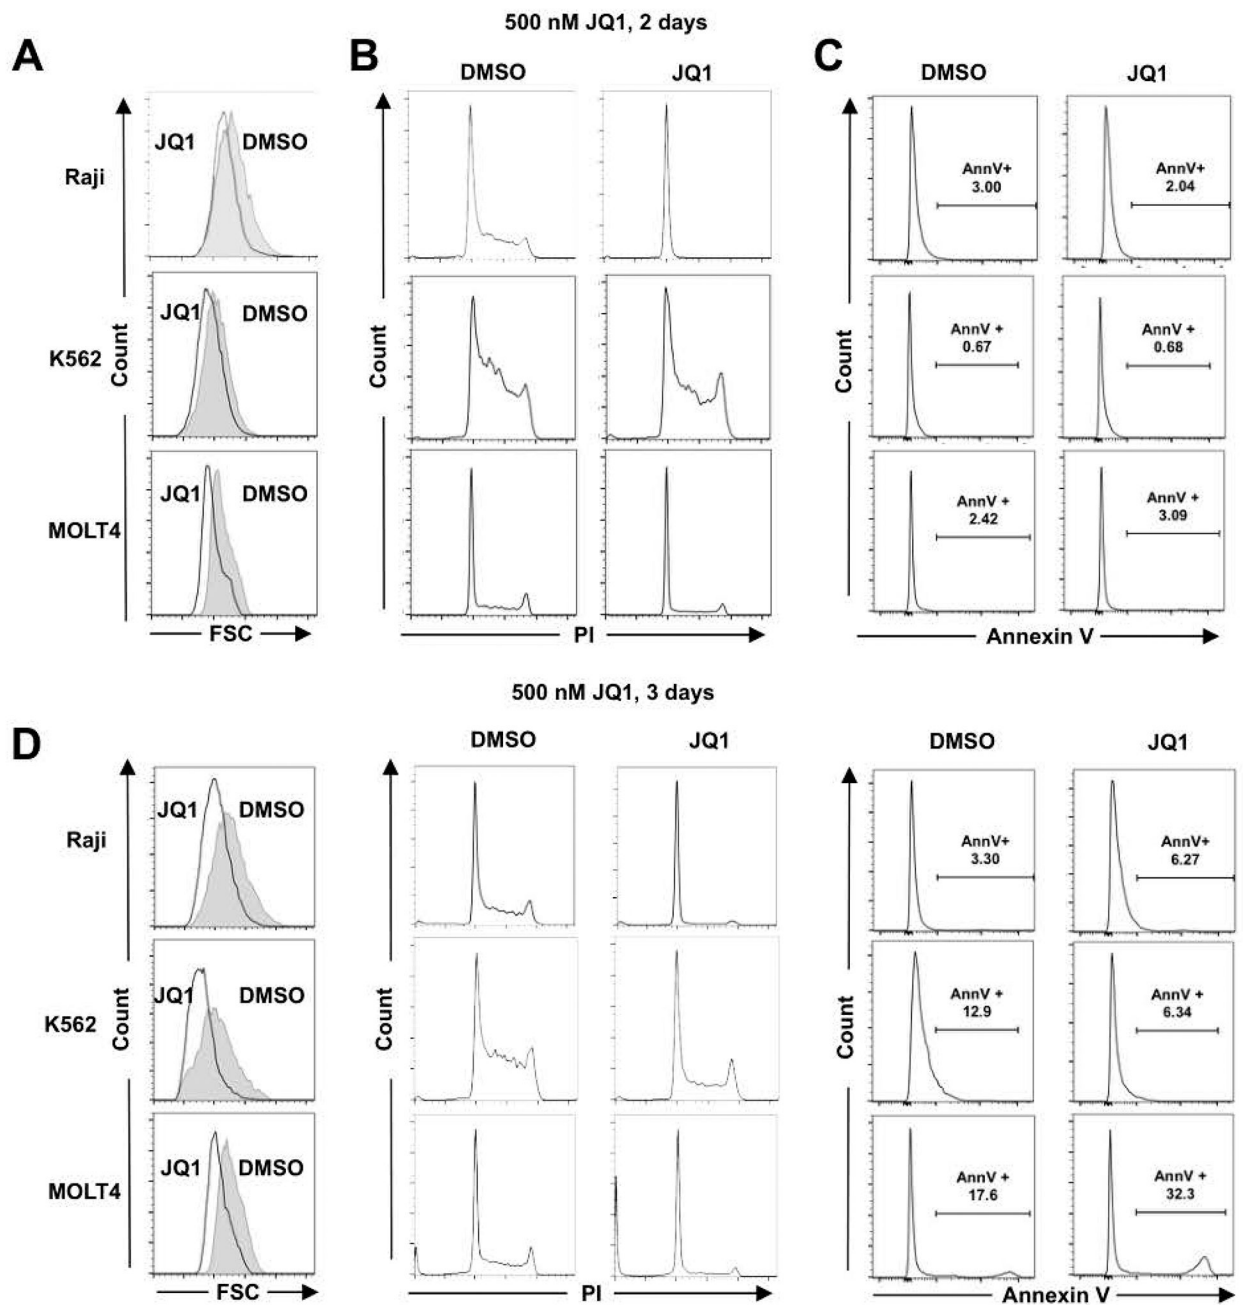 500 nM JQ1, 2 days
A
B
C
DMSO
JQ1
DMSO
JQ1
Raji
JQ1
DMSO
AnnV+
3.00
AnnV+
2.04
K562
Count
JQ1
DMSO
Count
Count
AnnV +
0.67
AnnV +
0.68
MOLT4
JQ1
DMSO
AnnV +
2.42
AnnV +
3.09
FSC
PI
Annexin V
500 nM JQ1, 3 days
D
DMSO
JQ1
DMSO
JQ1
Raji
JQ1
DMSO
AnnV+
3.30
AnnV+
6.27
K562
Count
JQ1
DMSO
Count
Count
AnnV +
12.9
AnnV +
6.34
MOLT4
JQ1
DMSO
AnnV +
17.6
AnnV +
32.3
FSC
PI
Annexin V